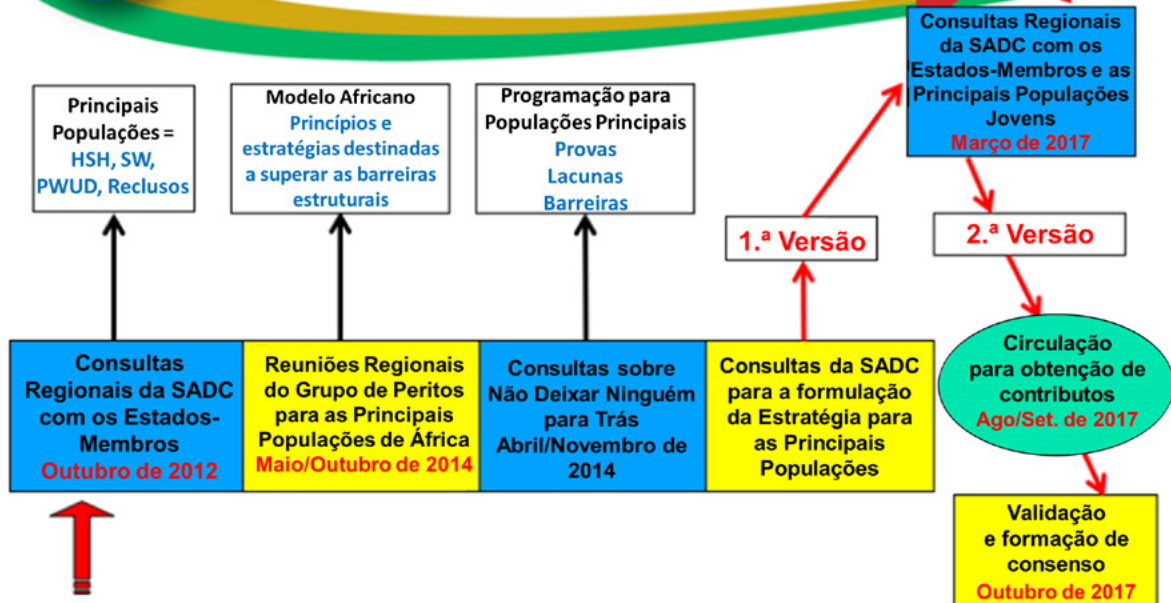 Principais
Populações =
HSH, SW,
PWUD, Reclusos
Modelo Africano
Princípios e
estratégias destinadas
a superar as barreiras
estruturais
Programação para
Populações Principais
Provas
Lacunas
Barreiras
Consultas
Regionais da SADC
com os Estados-
Membros
Outubro de 2012
Reuniões Regionais
do Grupo de Peritos
para as Principais
Populações de África
Maio/Outubro de 2014
Consultas sobre
Não Deixar Ninguém
para Trás
Abril/Novembro de
2014
Consultas da SADC
para a formulação
da Estratégia para
as Principais
Populações
1.ª Versão
Consultas Regionais
da SADC com os
Estados-Membros e as
Principais Populações
Jovens
Março de 2017
2.ª Versão
Circulação
para obtenção de
contributos
Ago/Set. de 2017
Validação
e formação de
consenso
Outubro de 2017